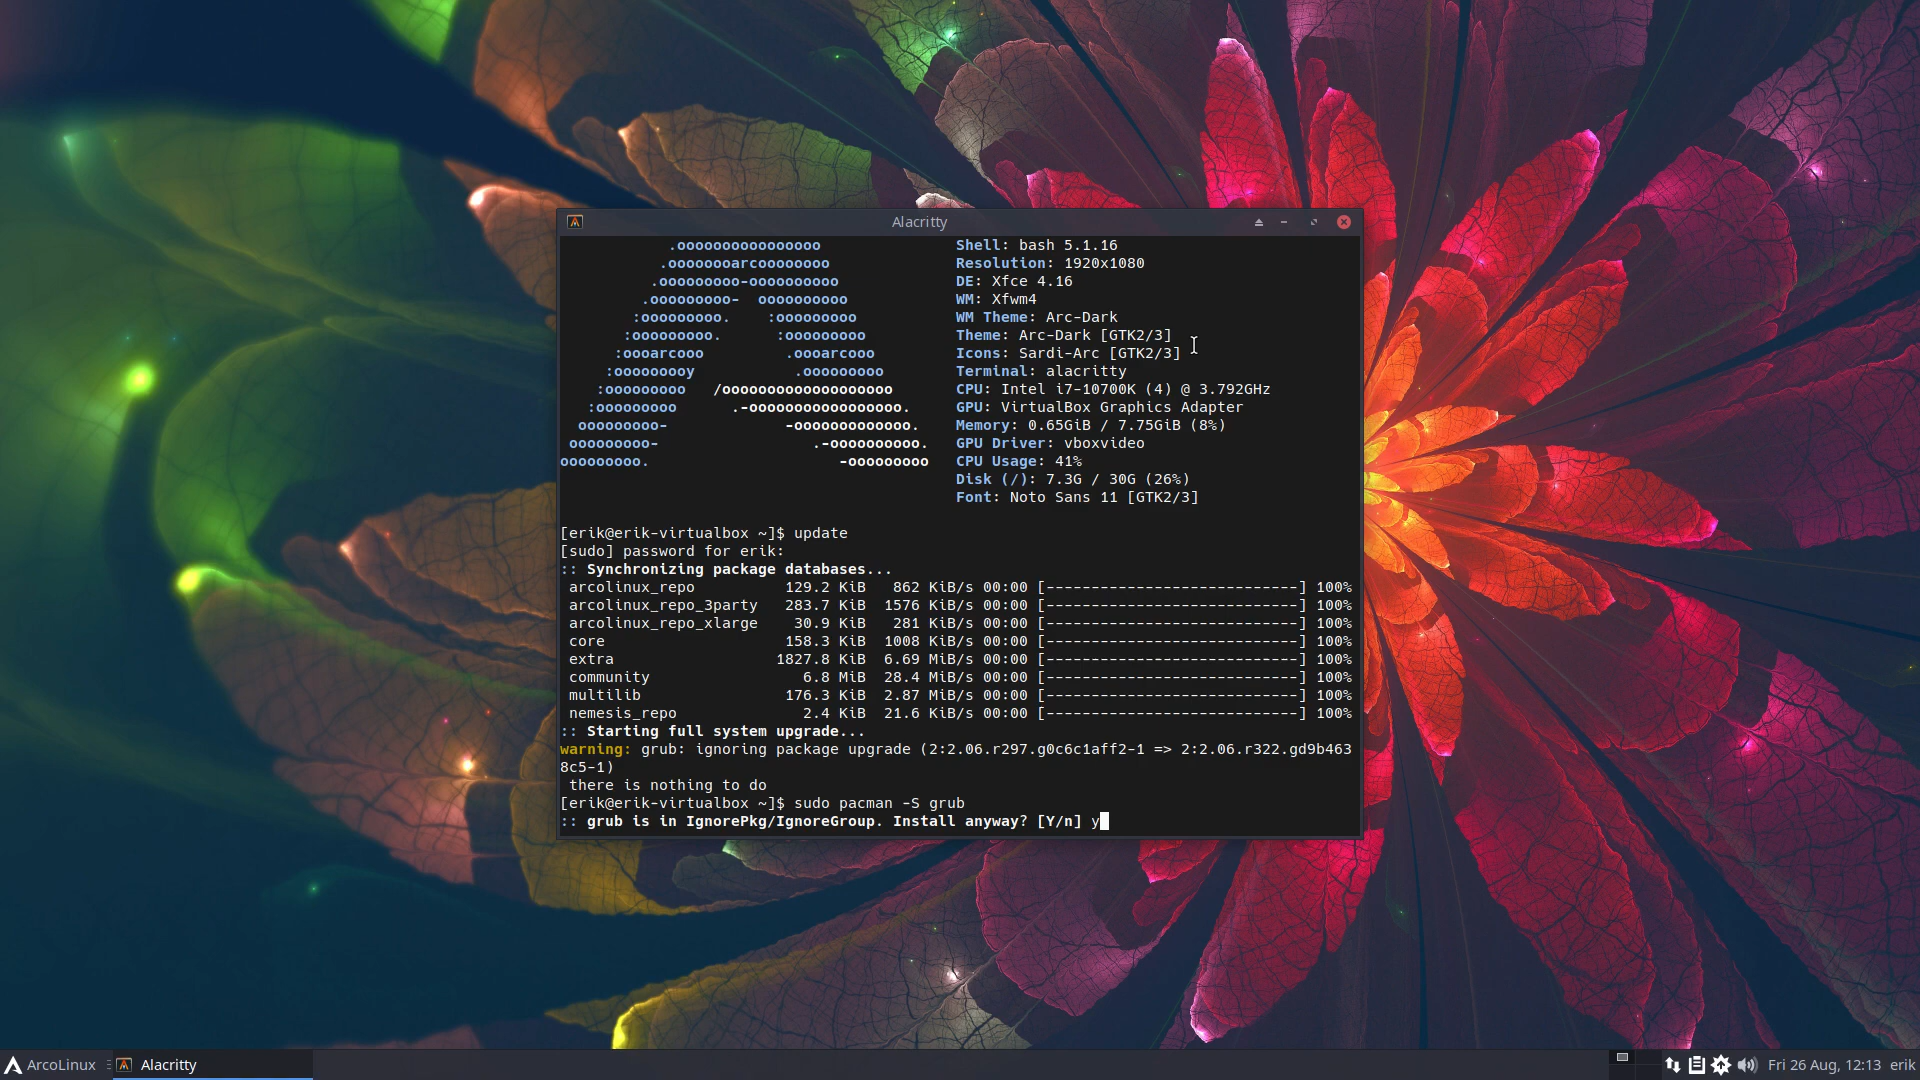 Alacritty
.oooooooooooooooo Shell: bash 5.1.16
.oooooooarcoooooooo Resolution: 1920x1080
.ooooooooo-oooooooooo DE: Xfce 4.16
.ooooooooo- oooooooooo WM: Xfwm4
:ooooooooo. :ooooooooo WM Theme: Arc-Dark
:ooooooooo. :ooooooooo Theme: Arc-Dark [GTK2/3]
:oooarcooo .oooarcooo Icons: Sardi-Arc [GTK2/3]
:ooooooooy .ooooooooo Terminal: alacritty
:ooooooooo /ooooooooooooooooooo CPU: Intel i7-10700K (4) @ 3.792GHz
:ooooooooo .-ooooooooooooooooo. GPU: VirtualBox Graphics Adapter
ooooooooo- -ooooooooooooo. Memory: 0.65GiB / 7.75GiB (8%)
ooooooooo- .-oooooooooo. GPU Driver: vboxvideo
ooooooooo. -ooooooooo CPU Usage: 41%
Disk (/): 7.3G / 30G (26%)
Font: Noto Sans 11 [GTK2/3]
[erik@erik-virtualbox ~]$ update
[sudo] password for erik:
:: Synchronizing package databases...
arcolinux_repo 129.2 KiB 862 KiB/s 00:00 [----------------------------] 100%
arcolinux_repo_3party 283.7 KiB 1576 KiB/s 00:00 [----------------------------] 100%
arcolinux_repo_xlarge 30.9 KiB 281 KiB/s 00:00 [----------------------------] 100%
core 158.3 KiB 1008 KiB/s 00:00 [----------------------------] 100%
extra 1827.8 KiB 6.69 MiB/s 00:00 [----------------------------] 100%
community 6.8 MiB 28.4 MiB/s 00:00 [----------------------------] 100%
multilib 176.3 KiB 2.87 MiB/s 00:00 [----------------------------] 100%
nemesis_repo 2.4 KiB 21.6 KiB/s 00:00 [----------------------------] 100%
:: Starting full system upgrade...
warning: grub: ignoring package upgrade (2:2.06.r297.g0c6c1aff2-1 => 2:2.06.r322.gd9b463
8c5-1)
there is nothing to do
[erik@erik-virtualbox ~]$ sudo pacman -S grub
:: grub is in IgnorePkg/IgnoreGroup. Install anyway? [Y/n] y
ArcoLinux Alacritty Fri 26 Aug, 12:13 erik